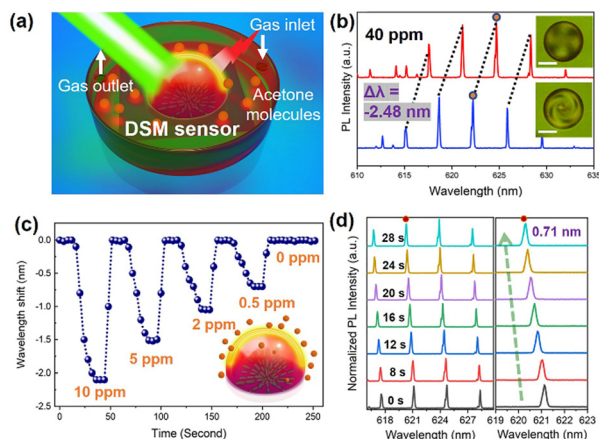 (a)
Gas inlet
Gas outlet
Acetone
molecules
DSM sensor
(b)
40 ppm
Δλ =
-2.48 nm
PL Intensity (a.u.)
610 615 620 625 630 635
Wavelength (nm)
(c)
0.0
-0.5
-1.0
-1.5
-2.0
-2.5
Wavelength shift (nm)
0 ppm
0.5 ppm
2 ppm
5 ppm
10 ppm
0 50 100 150 200 250
Time (Second)
(d)
0.71 nm
28 s
24 s
20 s
16 s
12 s
8 s
0 s
Normalized PL Intensity (a.u.)
618 621 624 627 619 620 621 622 623
Wavelength (nm) Wavelength (nm)